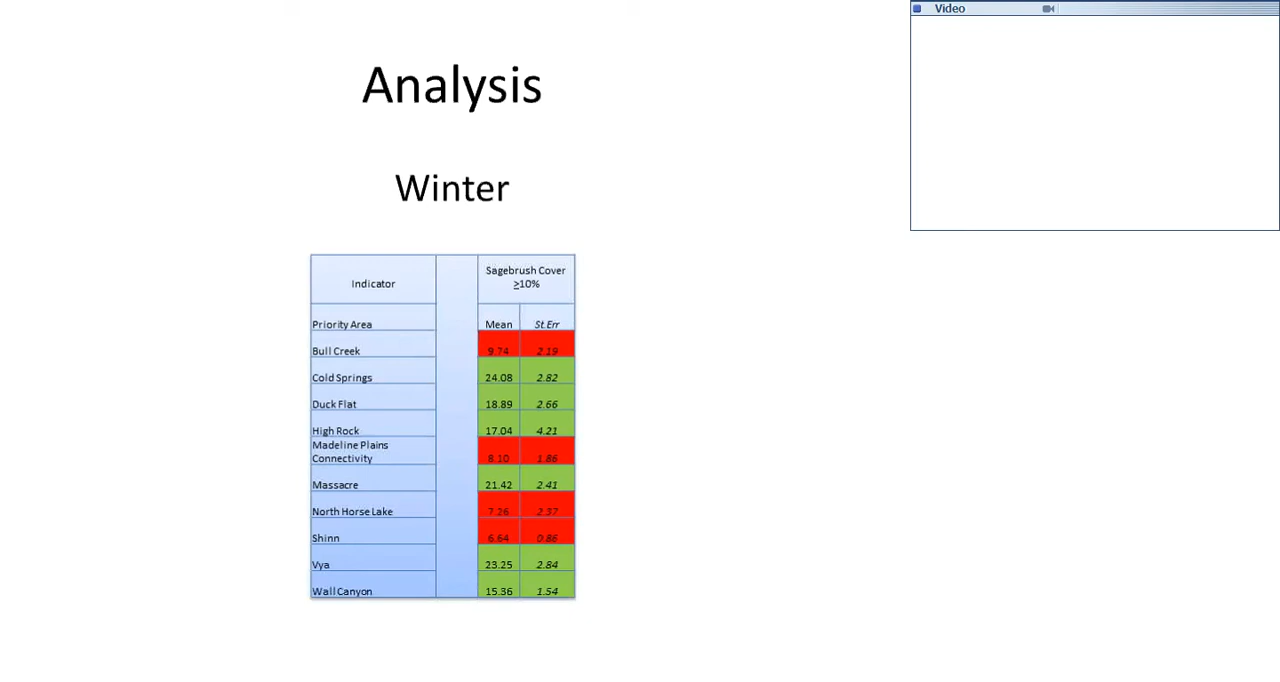 Video
Analysis
Winter
Indicator
Sagebrush Cover
≥10%
Priority Area Mean St.Err
Bull Creek 9.74 2.19
Cold Springs 24.08 2.82
Duck Flat 18.89 2.66
High Rock 17.04 4.21
Madeline Plains
Connectivity 8.10 1.86
Massacre 21.42 2.41
North Horse Lake 7.26 2.37
Shinn 6.64 0.86
Vya 23.25 2.84
Wall Canyon 15.36 1.54